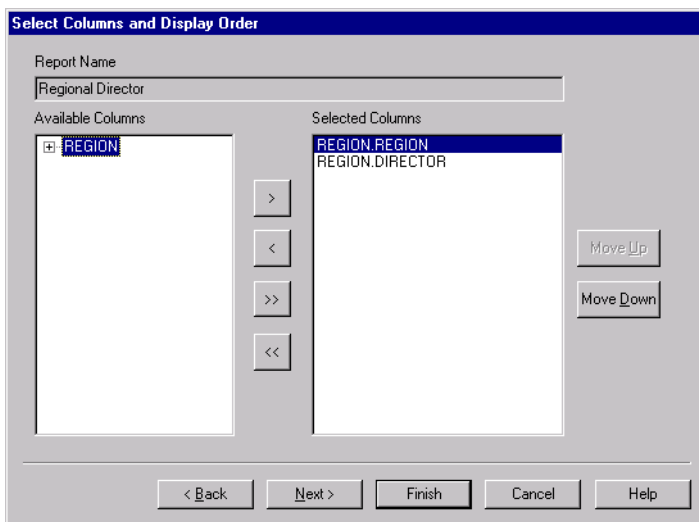 Select Columns and Display Order
Report Name
Regional Director
Available Columns
Selected Columns
REGION
REGION.REGION
REGION.DIRECTOR
>
<
>>
<<
Move Up
Move Down
< Back
Next >
Finish
Cancel
Help